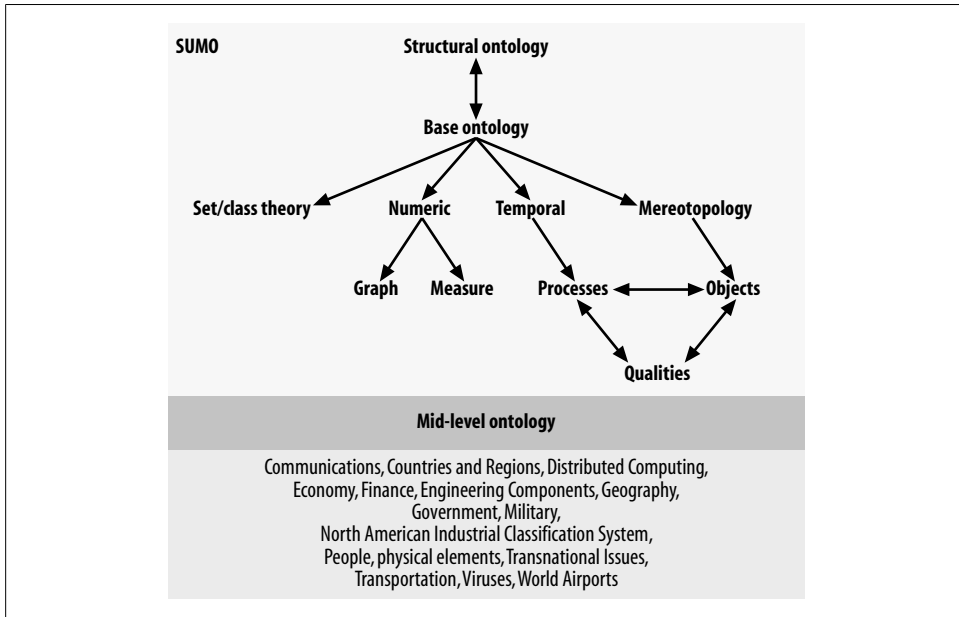 SUMO
Structural ontology
Base ontology
Set/class theory
Numeric
Temporal
Mereotopology
Graph
Measure
Processes
Objects
Qualities
Mid-level ontology
Communications, Countries and Regions, Distributed Computing,
Economy, Finance, Engineering Components, Geography,
Government, Military,
North American Industrial Classification System,
People, physical elements, Transnational Issues,
Transportation, Viruses, World Airports